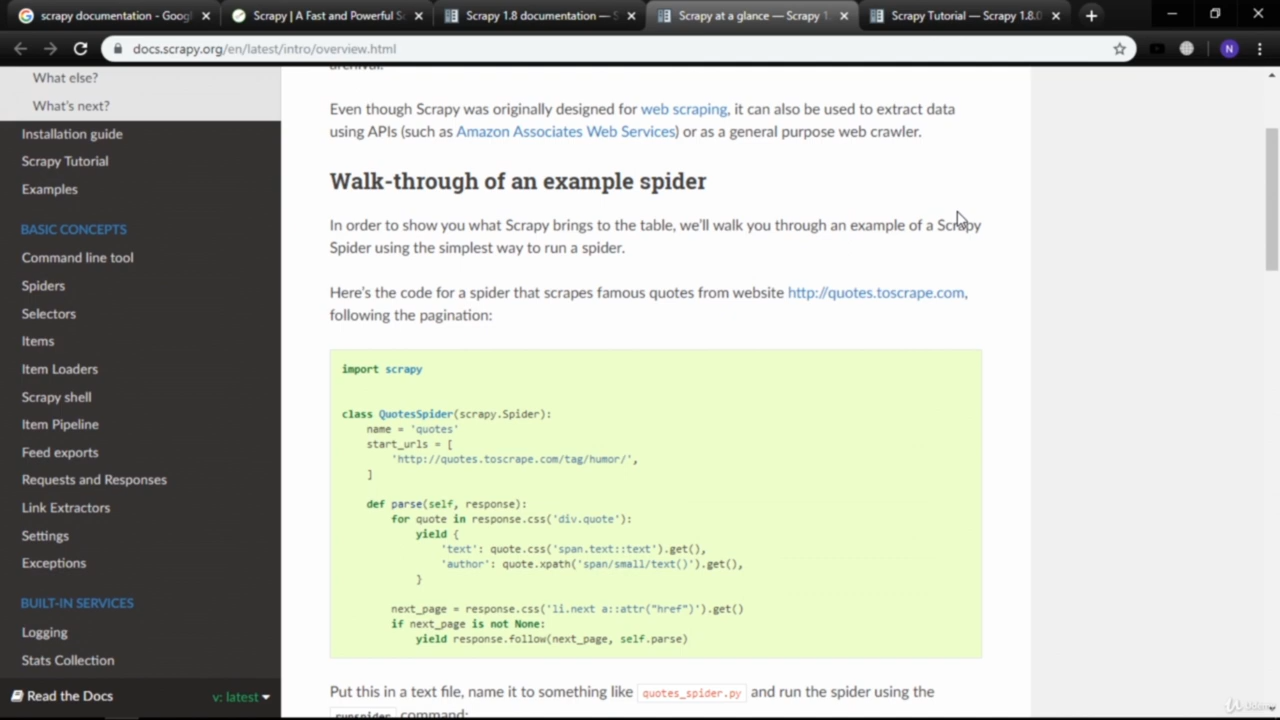 scrapy documentation - Goog
Scrapy | A Fast and Powerful Sc
Scrapy 1.8 documentation — S
Scrapy at a glance — Scrapy 1.
Scrapy Tutorial — Scrapy 1.8.0
docs.scrapy.org/en/latest/intro/overview.html
N
What else?
What's next?
Installation guide
Scrapy Tutorial
Examples
BASIC CONCEPTS
Command line tool
Spiders
Selectors
Items
Item Loaders
Scrapy shell
Item Pipeline
Feed exports
Requests and Responses
Link Extractors
Settings
Exceptions
BUILT-IN SERVICES
Logging
Stats Collection
Read the Docs
v: latest
archival.
Even though Scrapy was originally designed for web scraping, it can also be used to extract data
using APIs (such as Amazon Associates Web Services) or as a general purpose web crawler.
Walk-through of an example spider
In order to show you what Scrapy brings to the table, we'll walk you through an example of a Scrapy
Spider using the simplest way to run a spider.
Here's the code for a spider that scrapes famous quotes from website http://quotes.toscrape.com,
following the pagination:
import scrapy
class QuotesSpider(scrapy.Spider):
name = 'quotes'
start_urls = [
'http://quotes.toscrape.com/tag/humor/',
]
def parse(self, response):
for quote in response.css('div.quote'):
yield {
'text': quote.css('span.text::text').get(),
'author': quote.xpath('span/small/text()').get(),
}
next_page = response.css('li.next a::attr("href")').get()
if next_page is not None:
yield response.follow(next_page, self.parse)
Put this in a text file, name it to something like quotes_spider.py and run the spider using the
runspider command:
Udemy